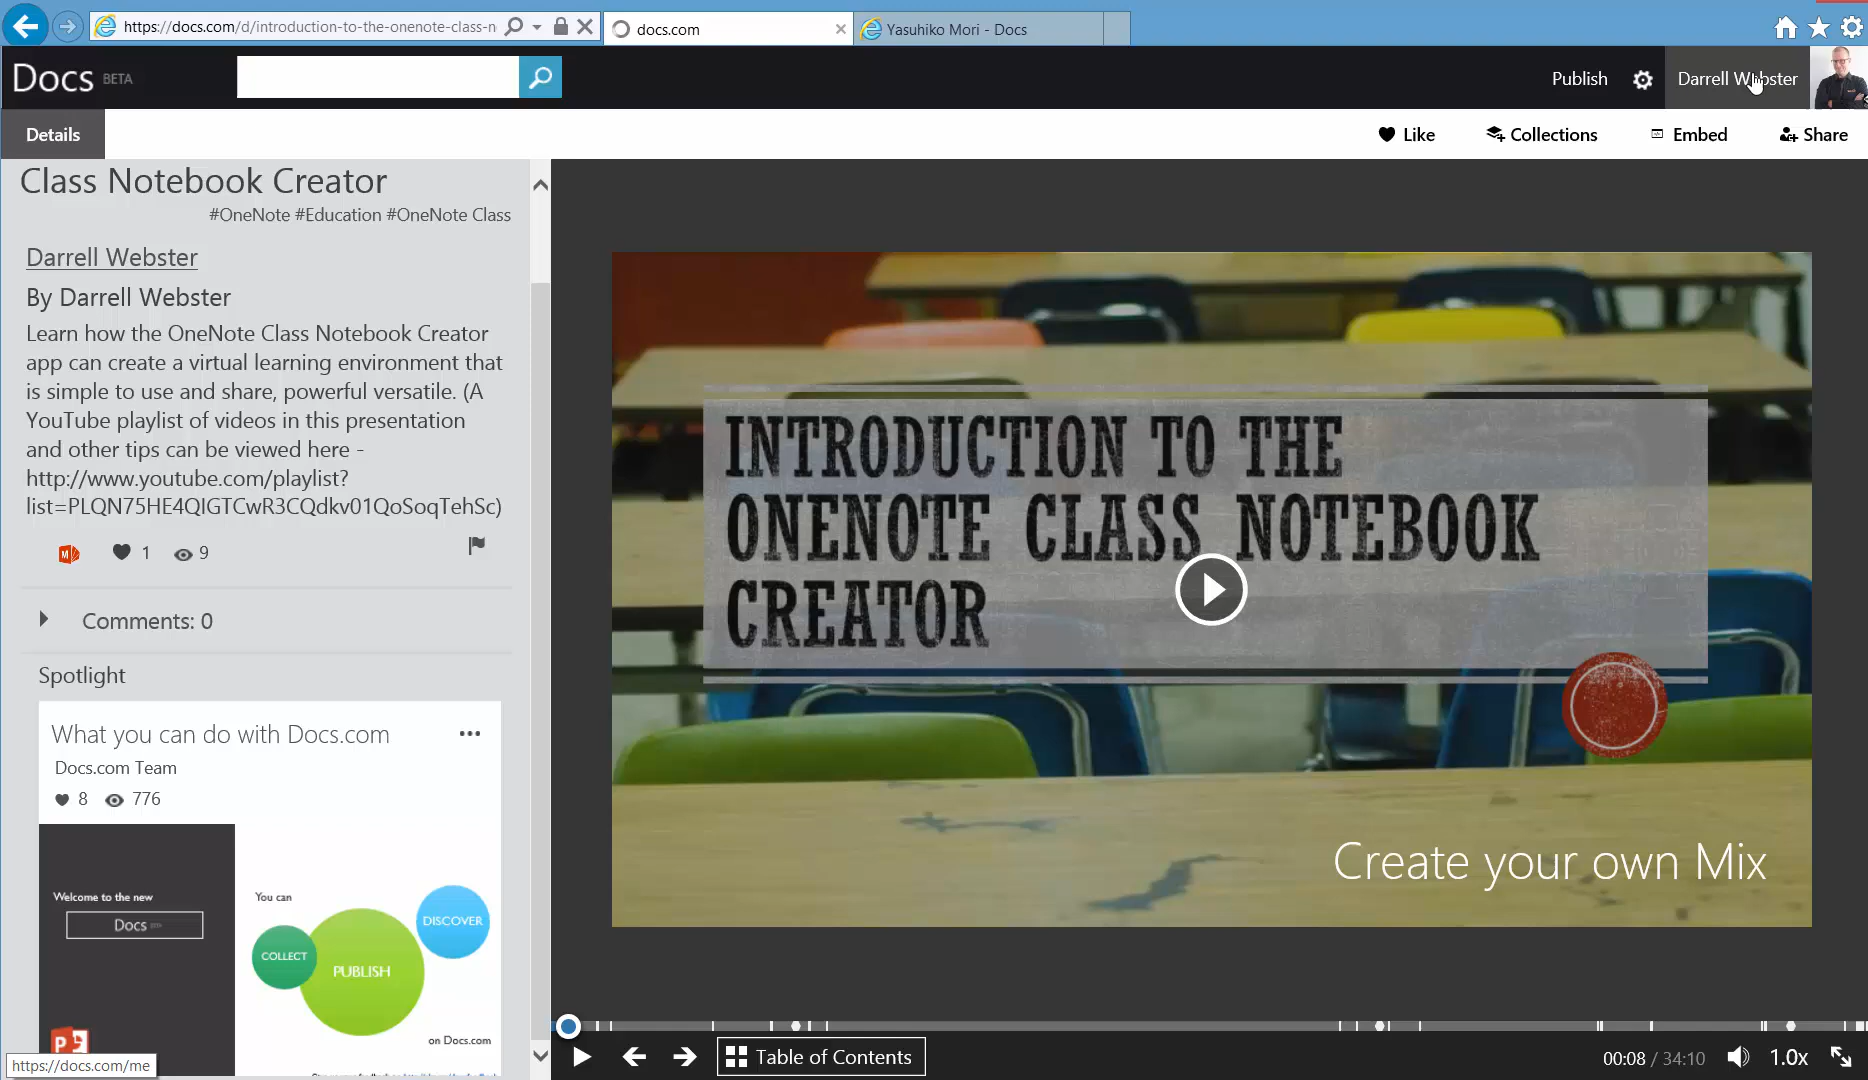 https://docs.com/d/introduction-to-the-onenote-class-n
docs.com
Yasuhiko Mori - Docs
Docs BETA
Publish
Darrell Webster
Details
Like
Collections
Embed
Share
Class Notebook Creator
#OneNote #Education #OneNote Class
Darrell Webster
By Darrell Webster
Learn how the OneNote Class Notebook Creator
app can create a virtual learning environment that
is simple to use and share, powerful versatile. (A
YouTube playlist of videos in this presentation
and other tips can be viewed here -
http://www.youtube.com/playlist?
list=PLQN75HE4QIGTCwR3CQdkv01QoSoqTehSc)
1
9
Comments: 0
Spotlight
What you can do with Docs.com
Docs.com Team
8
776
Welcome to the new
Docs
You can
DISCOVER
COLLECT
PUBLISH
on Docs.com
P
https://docs.com/me
INTRODUCTION TO THE
ONENOTE CLASS NOTEBOOK
CREATOR
Create your own Mix
Table of Contents
00:08 / 34:10
1.0x